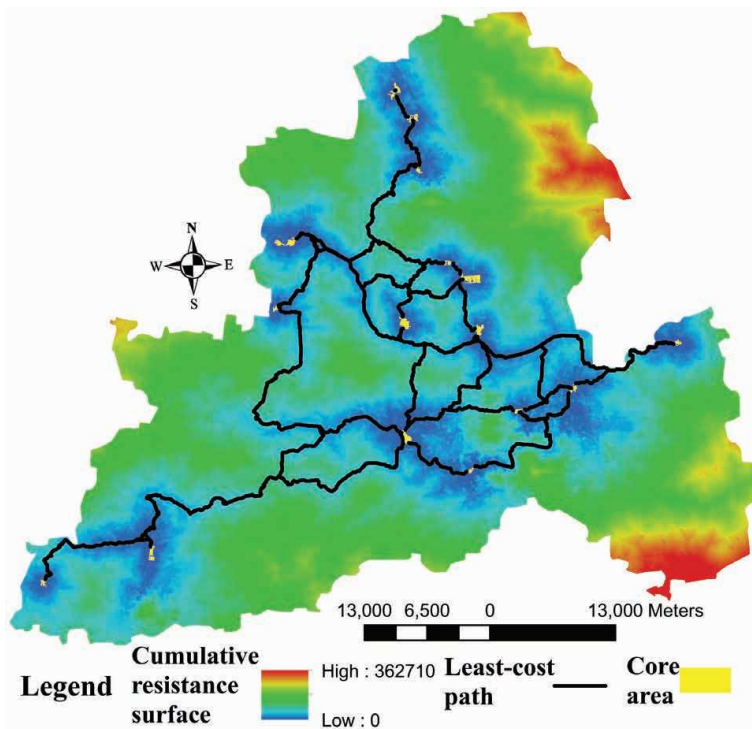 N
W E
S
13,000 6,500 0 13,000 Meters
Legend
Cumulative
resistance
surface
High : 362710
Low : 0
Least-cost
path
Core
area